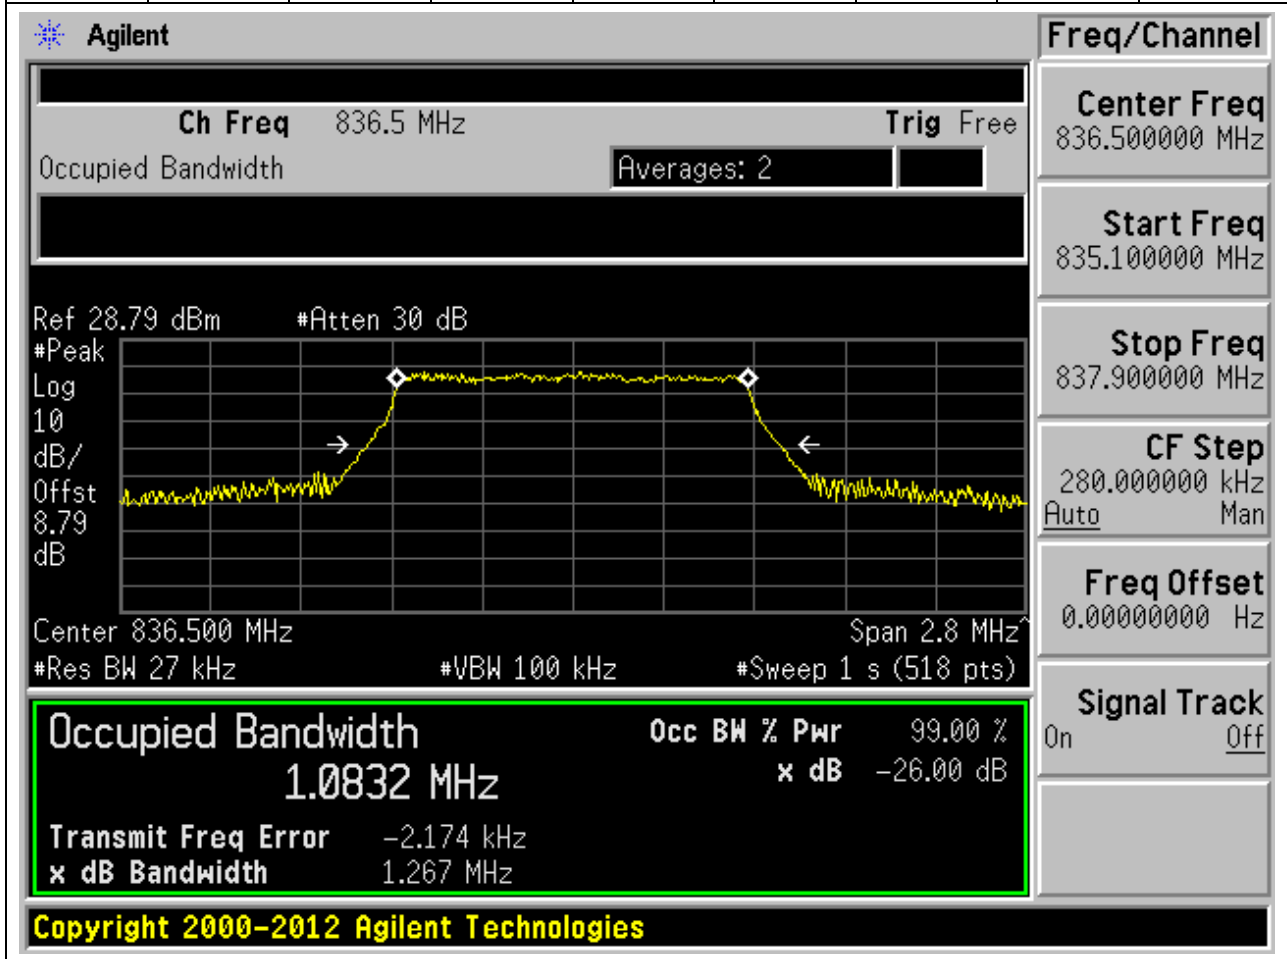 Agilent
Freq/Channel
Ch Freq 836.5 MHz Trig Free
Occupied Bandwidth Averages: 2
Center Freq
836.500000 MHz
Start Freq
835.100000 MHz
Stop Freq
837.900000 MHz
CF Step
280.000000 kHz
Auto Man
Freq Offset
0.00000000 Hz
Signal Track
On Off
Ref 28.79 dBm #Atten 30 dB
#Peak
Log
10
dB/
Offst
8.79
dB
Center 836.500 MHz Span 2.8 MHz^
#Res BW 27 kHz #VBW 100 kHz #Sweep 1 s (518 pts)
Occupied Bandwidth Occ BW % Pwr 99.00 %
1.0832 MHz x dB -26.00 dB
Transmit Freq Error -2.174 kHz
x dB Bandwidth 1.267 MHz
Copyright 2000-2012 Agilent Technologies